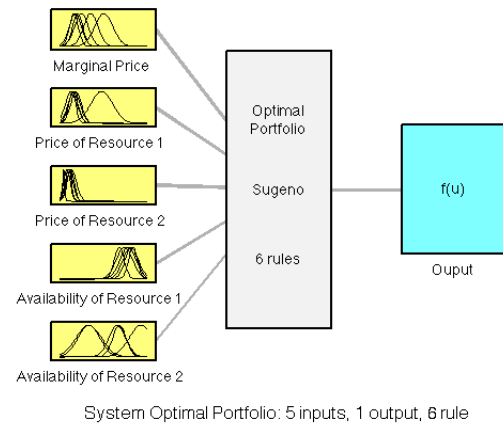 Marginal Price
Price of Resource 1
Price of Resource 2
Availability of Resource 1
Availability of Resource 2
Optimal
Portfolio
Sugeno
6 rules
f(u)
Ouput
System Optimal Portfolio: 5 inputs, 1 output, 6 rule